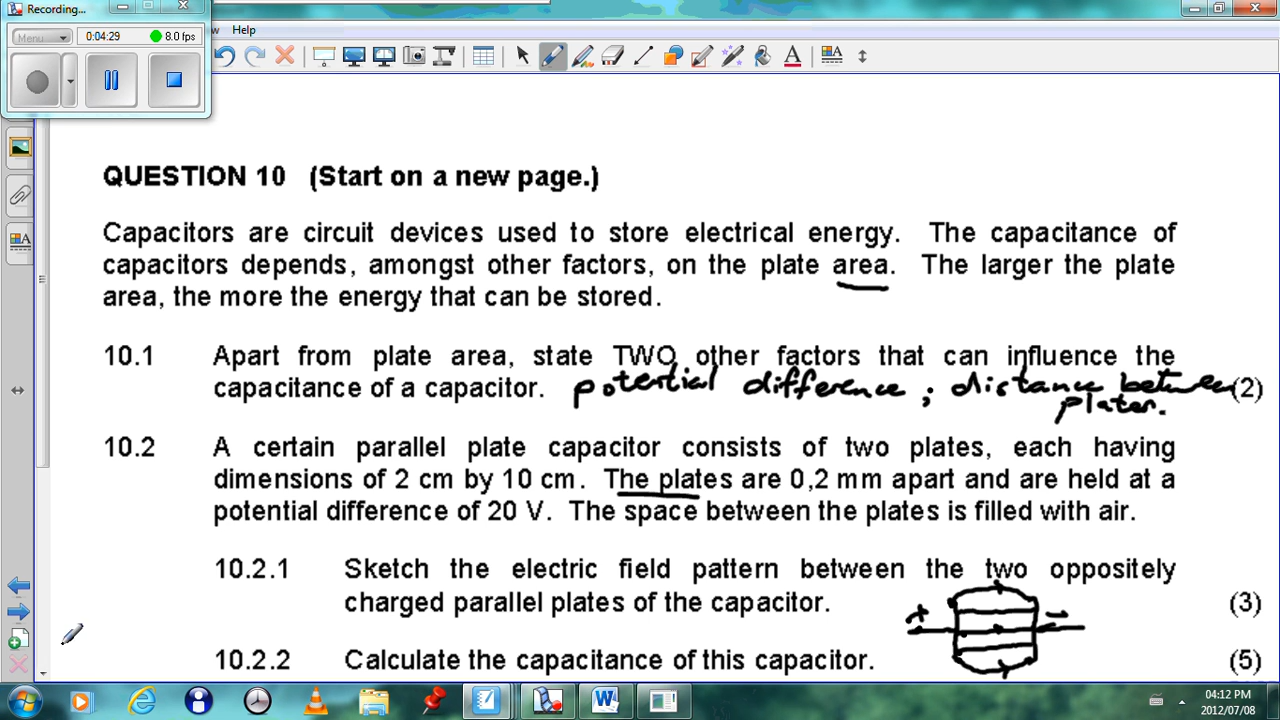 Recording...
Menu
0:04:29
8.0 fps
w Help
QUESTION 10 (Start on a new page.)
Capacitors are circuit devices used to store electrical energy. The capacitance of
capacitors depends, amongst other factors, on the plate area. The larger the plate
area, the more the energy that can be stored.
10.1 Apart from plate area, state TWO other factors that can influence the
capacitance of a capacitor. potential difference ; distance between (2)
plates.
10.2 A certain parallel plate capacitor consists of two plates, each having
dimensions of 2 cm by 10 cm. The plates are 0,2 mm apart and are held at a
potential difference of 20 V. The space between the plates is filled with air.
10.2.1 Sketch the electric field pattern between the two oppositely
charged parallel plates of the capacitor. (3)
+ −
10.2.2 Calculate the capacitance of this capacitor. (5)
04:12 PM
2012/07/08